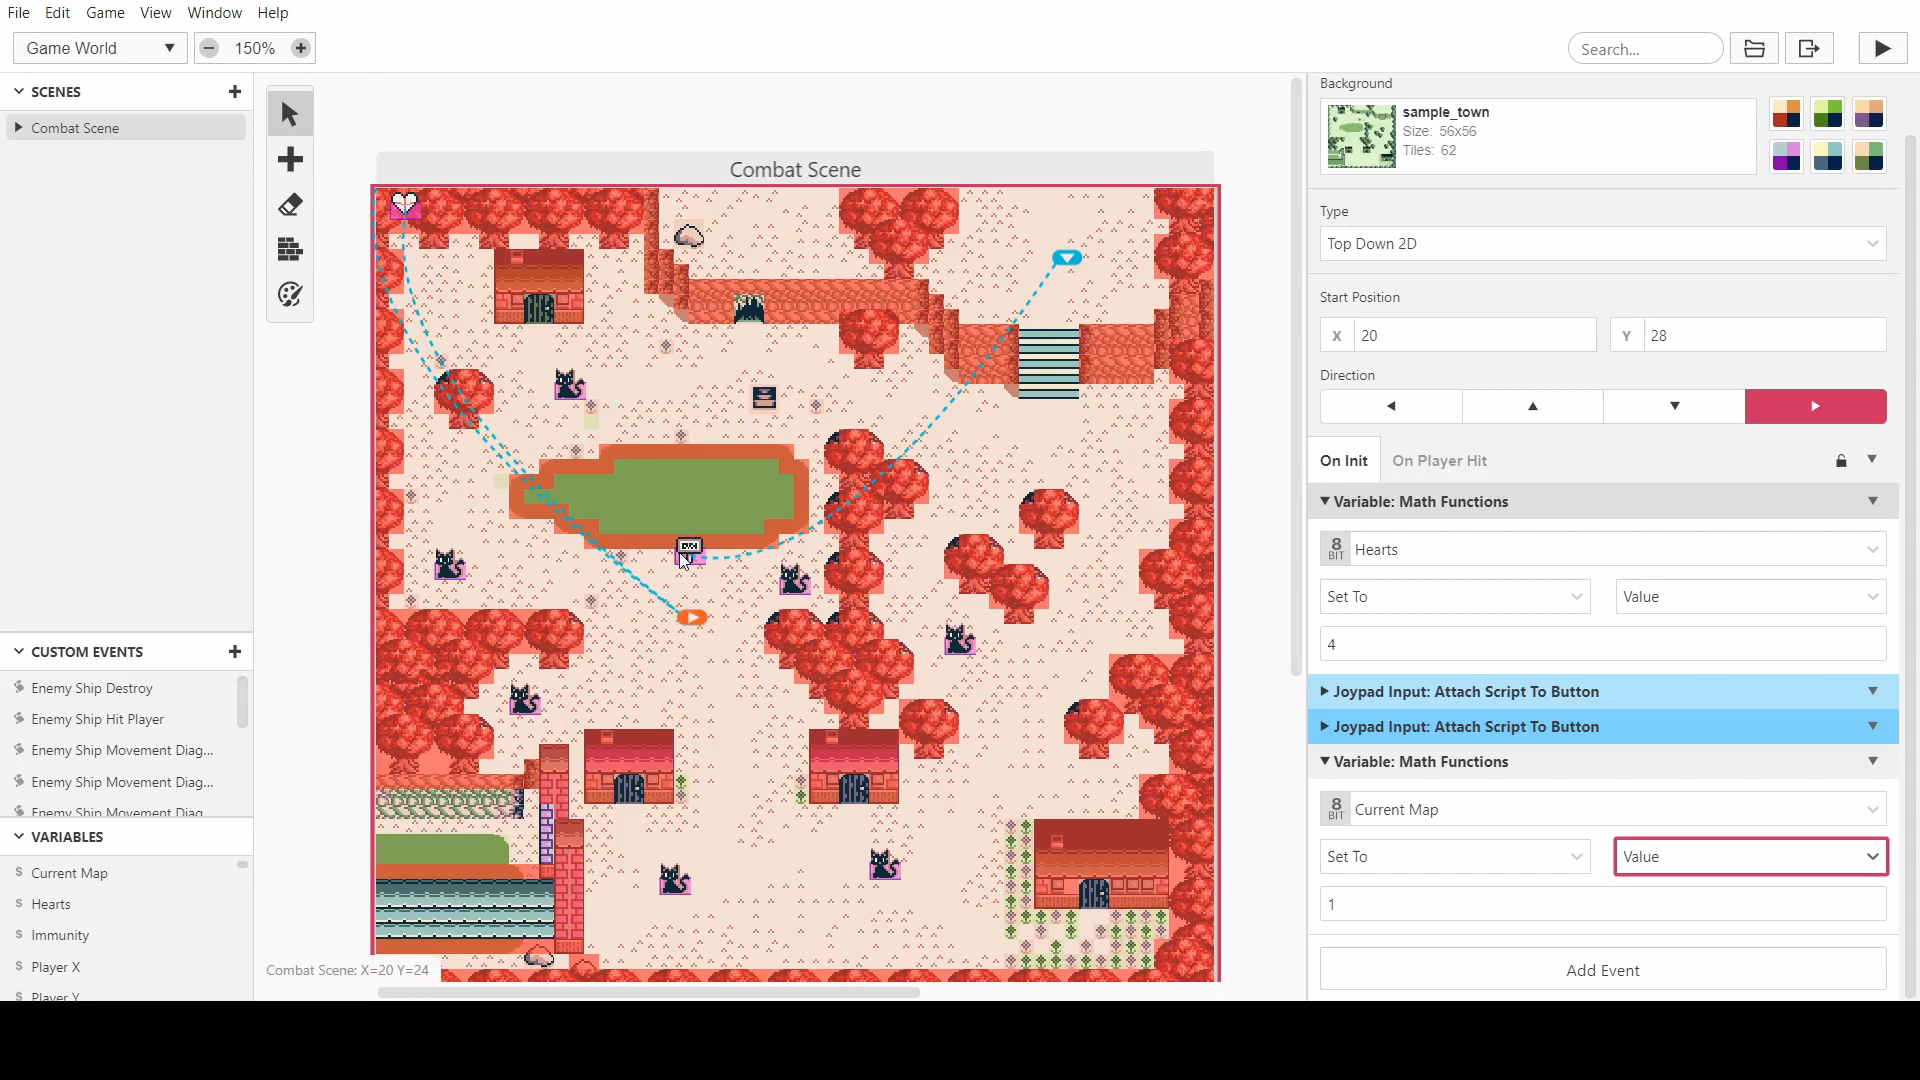 File Edit Game View Window Help
Game World 150% Search...
SCENES
Combat Scene
CUSTOM EVENTS
Enemy Ship Destroy
Enemy Ship Hit Player
Enemy Ship Movement Diag...
Enemy Ship Movement Diag...
Enemy Ship Movement Diag...
VARIABLES
$ Current Map
$ Hearts
$ Immunity
$ Player X
$ Player Y
Combat Scene
Combat Scene: X=20 Y=24
Background
sample_town
Size: 56x56
Tiles: 62
Type
Top Down 2D
Start Position
X 20 Y 28
Direction
On Init On Player Hit
Variable: Math Functions
8 BIT Hearts
Set To Value
4
Joypad Input: Attach Script To Button
Joypad Input: Attach Script To Button
Variable: Math Functions
8 BIT Current Map
Set To Value
1
Add Event